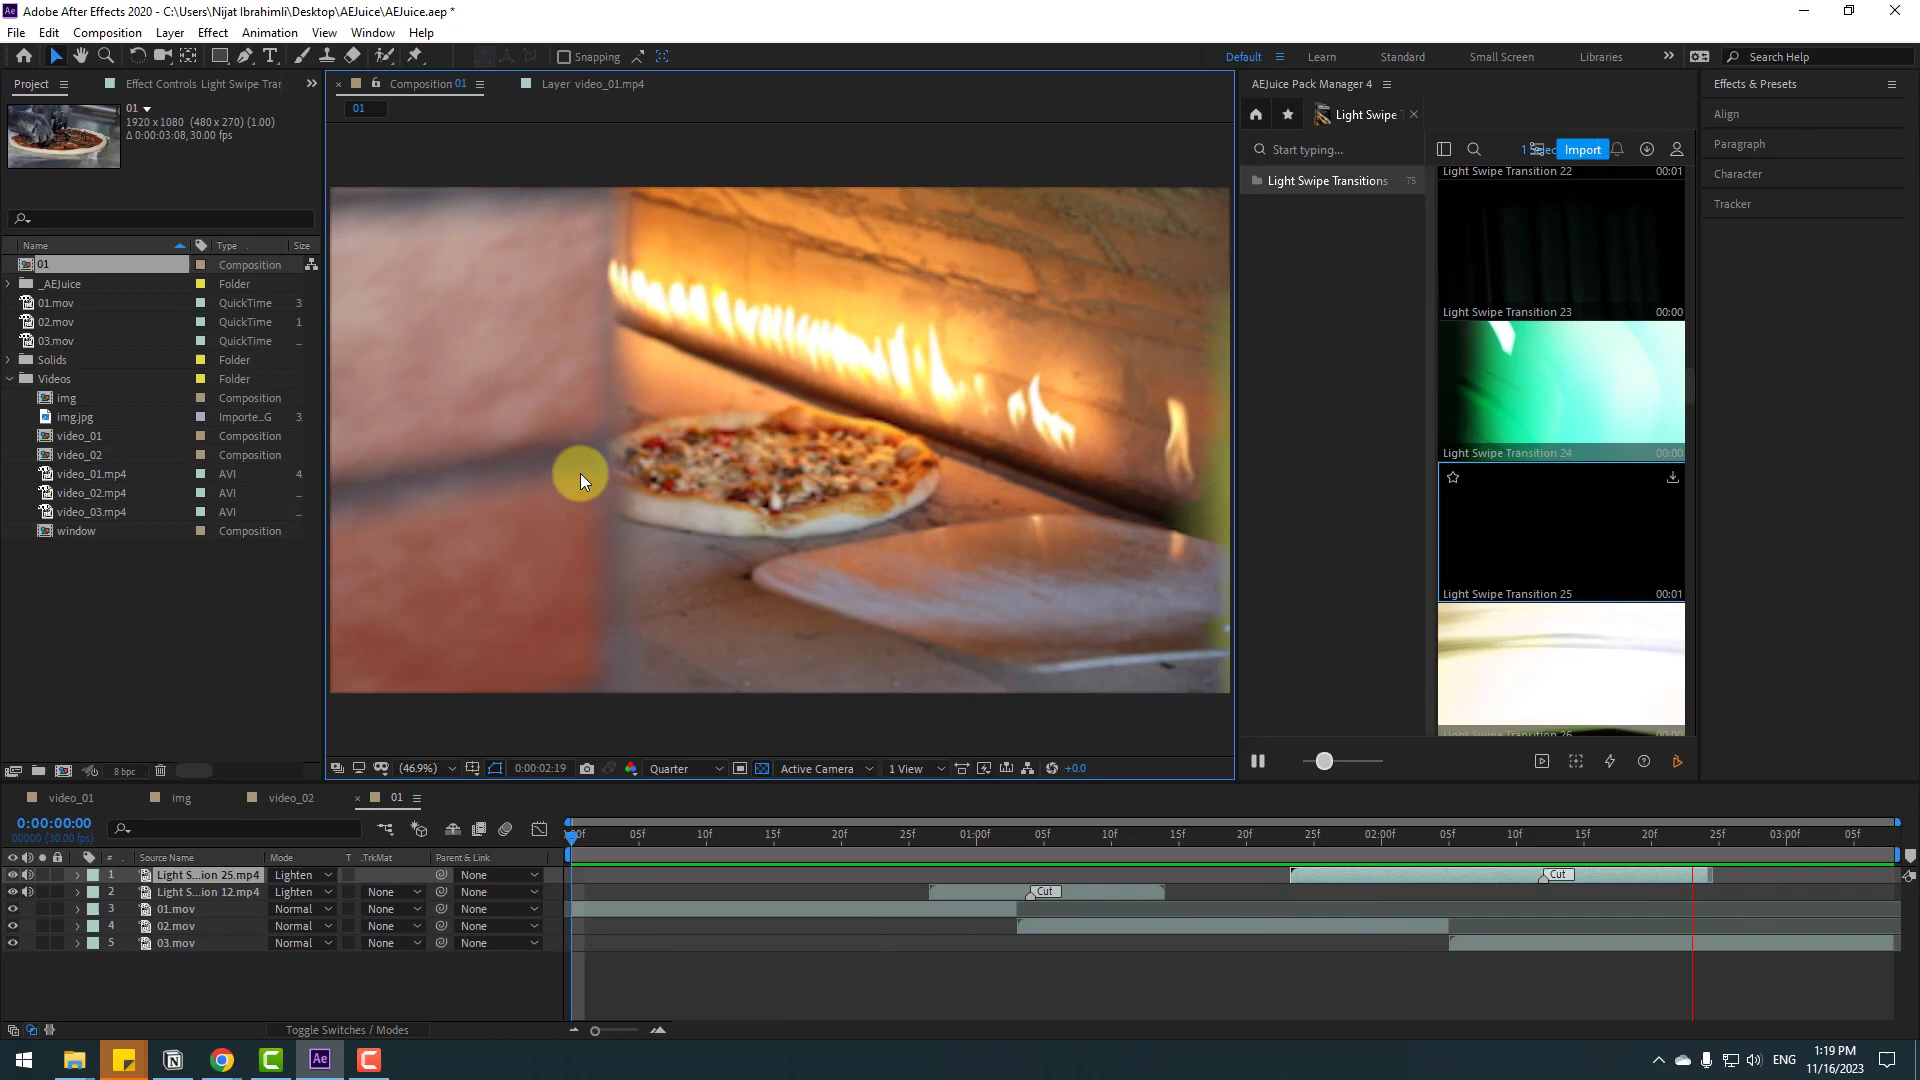 Adobe After Effects 2020 - C:\Users\Nijat Ibrahimli\Desktop\AEJuice\AEJuice.aep *
File Edit Composition Layer Effect Animation View Window Help
Snapping
Default Learn Standard Small Screen Libraries Search Help
Project Effect Controls Light Swipe Tran
01
1920 x 1080 (480 x 270) (1.00)
Δ 0:00:03:08, 30.00 fps
Name Type Size
01 Composition
_AEJuice Folder
01.mov QuickTime 3
02.mov QuickTime 1
03.mov QuickTime ...
Solids Folder
Videos Folder
img Composition
img.jpg Importe_G 3
video_01 Composition
video_02 Composition
video_01.mp4 AVI 4
video_02.mp4 AVI ...
video_03.mp4 AVI ...
window Composition
8 bpc
Composition 01 Layer video_01.mp4
01
(46.9%) 0:00:02:19 Quarter Active Camera 1 View +0.0
AEJuice Pack Manager 4
Light Swipe
Start typing...
Import
Light Swipe Transitions 75
Light Swipe Transition 22 00:01
Light Swipe Transition 23 00:00
Light Swipe Transition 24 00:00
Light Swipe Transition 25 00:01
Light Swipe Transition 26 00:00
Effects & Presets
Align
Paragraph
Character
Tracker
video_01 img video_02 01
0:00:00:00
00000 (30.00 fps)
:00f 05f 10f 15f 20f 25f 01:00f 05f 10f 15f 20f 25f 02:00f 05f 10f 15f 20f 25f 03:00f 05f
# Source Name Mode T .TrkMat Parent & Link
1 Light S...ion 25.mp4 Lighten None Cut
2 Light S...ion 12.mp4 Lighten None None Cut
3 01.mov Normal None None
4 02.mov Normal None None
5 03.mov Normal None None
Toggle Switches / Modes
ENG
1:19 PM
11/16/2023